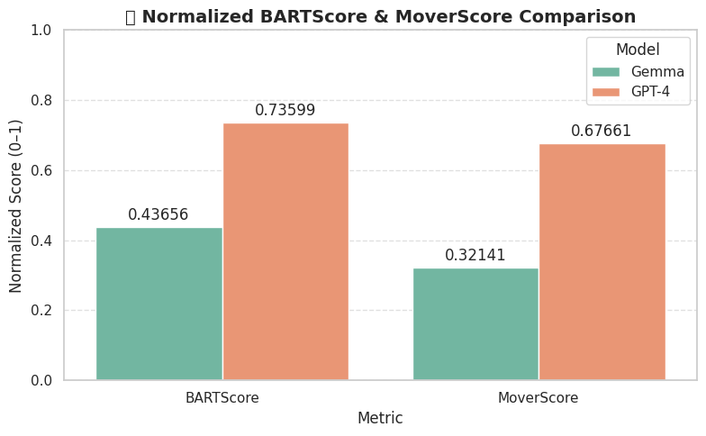 Normalized BARTScore & MoverScore Comparison
1.0
Model
Gemma
GPT-4
0.8
0.73599
0.67661
0.6
0.43656
0.4
0.32141
0.2
0.0
Normalized Score (0–1)
BARTScore
MoverScore
Metric